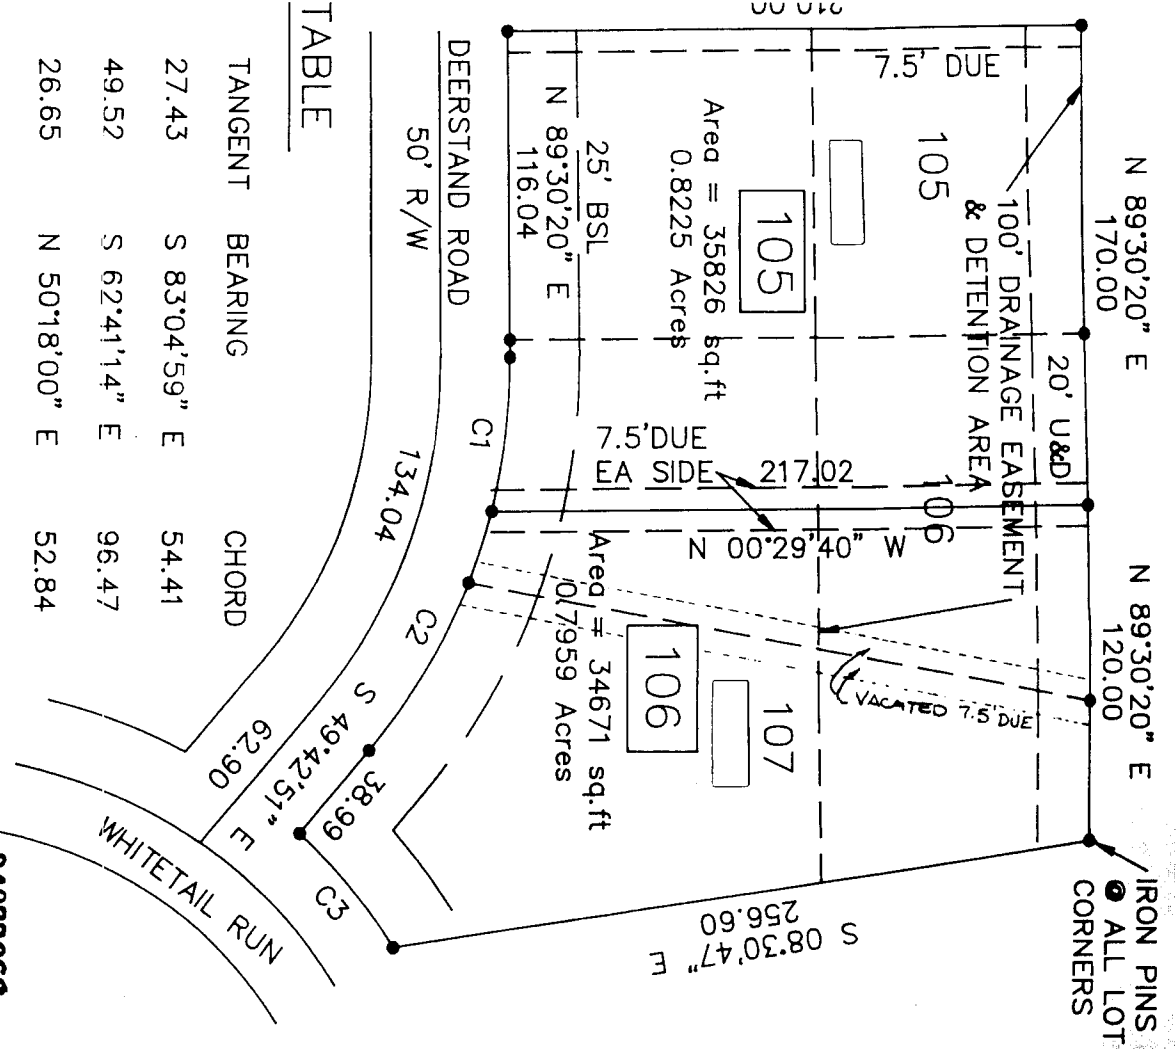 N 89°30'20" E
170.00
N 89°30'20" E
120.00
IRON PINS
@ ALL LOT
CORNERS
7.5' DUE
20' U&D
100' DRAINAGE EASEMENT
& DETENTION AREA
105
105
Area = 35826 sq.ft
0.8225 Acres
106
7.5'DUE
EA SIDE
217.02
N 00°29'40" W
VACATED 7.5'DUE
107
106
Area = 34671 sq.ft
0.7959 Acres
S 08°30'47" E
256.60
25' BSL
N 89°30'20" E
116.04
C1
C2
38.99
C3
DEERSTAND ROAD
50' R/W
134.04
S 49°42'51" E
62.90
WHITETAIL RUN
TABLE
TANGENT BEARING CHORD
27.43 S 83°04'59" E 54.41
49.52 S 62°41'14" E 96.47
26.65 N 50°18'00" E 52.84